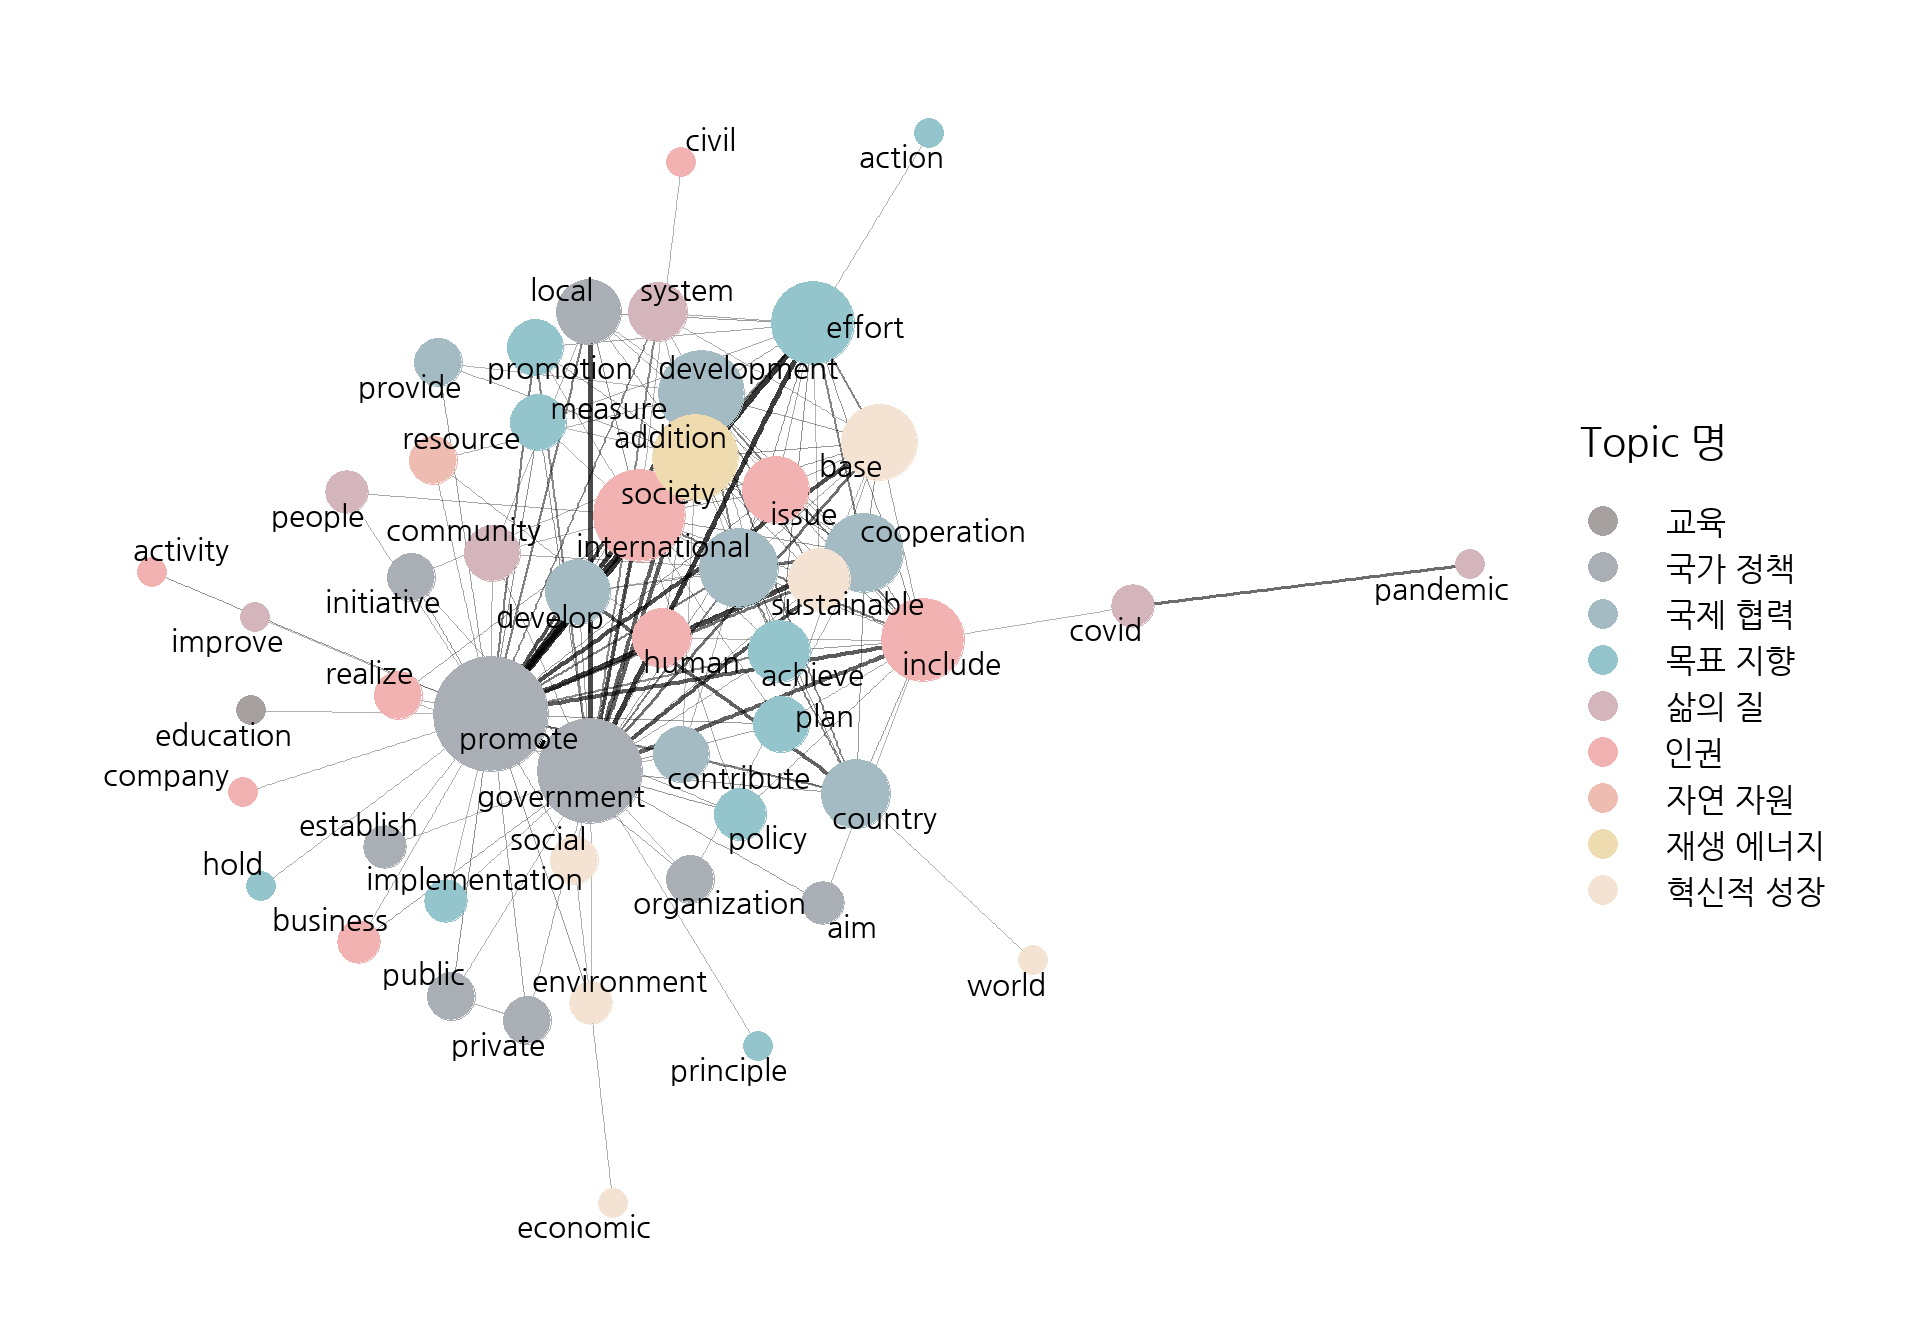 civil
action
local
system
effort
promotion
development
provide
measure
resource
addition
base
society
issue
people
community
cooperation
international
activity
pandemic
initiative
sustainable
develop
covid
improve
human
include
realize
achieve
plan
education
promote
company
contribute
government
establish
country
social
policy
hold
implementation
organization
business
aim
public
environment
world
private
principle
economic
Topic 명
교육
국가 정책
국제 협력
목표 지향
삶의 질
인권
자연 자원
재생 에너지
혁신적 성장